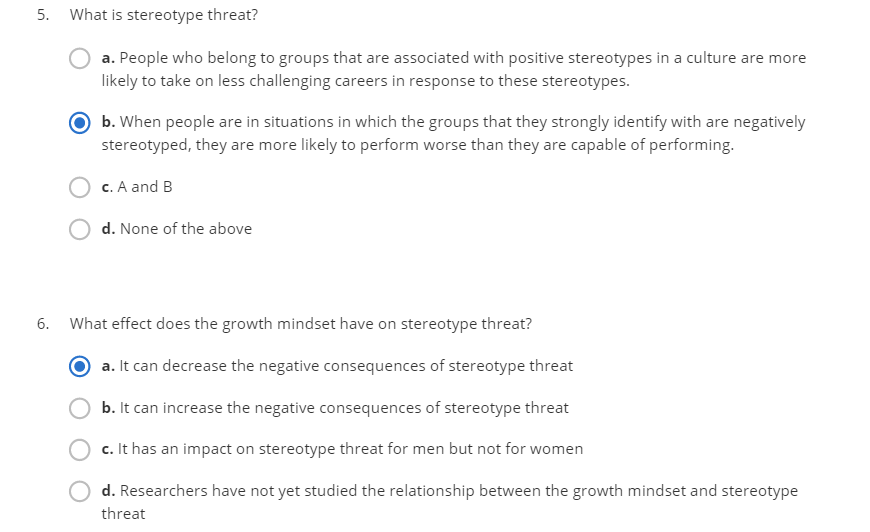 5. What is stereotype threat?
a. People who belong to groups that are associated with positive stereotypes in a culture are more
likely to take on less challenging careers in response to these stereotypes.
b. When people are in situations in which the groups that they strongly identify with are negatively
stereotyped, they are more likely to perform worse than they are capable of performing.
c. A and B
d. None of the above
6. What effect does the growth mindset have on stereotype threat?
a. It can decrease the negative consequences of stereotype threat
b. It can increase the negative consequences of stereotype threat
c. It has an impact on stereotype threat for men but not for women
d. Researchers have not yet studied the relationship between the growth mindset and stereotype
threat